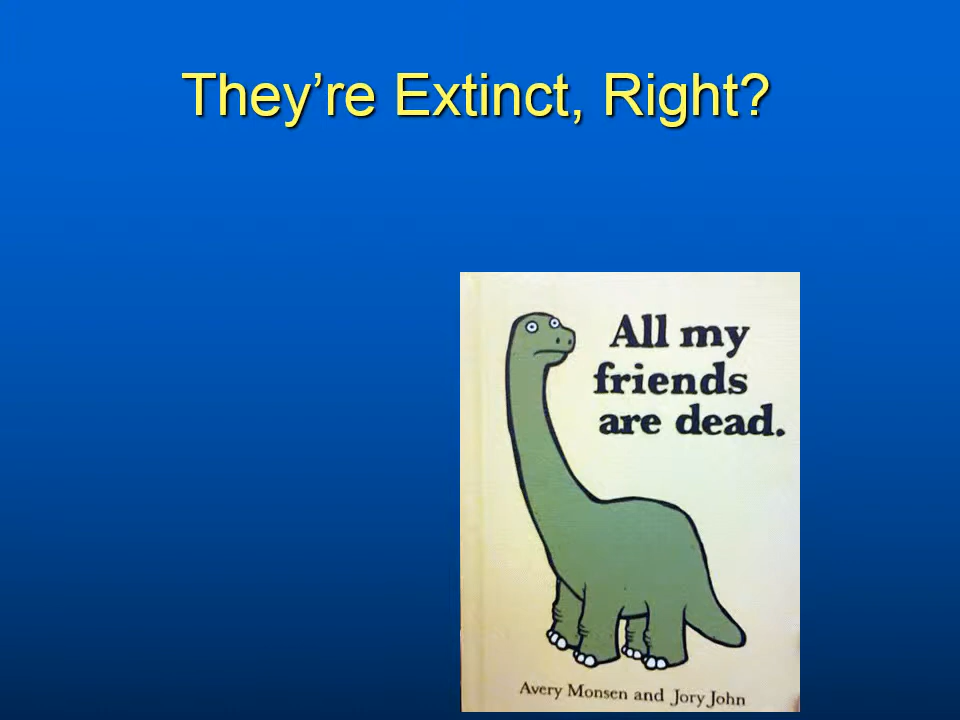 They’re Extinct, Right?
All my
friends
are dead.
Avery Monsen and Jory John